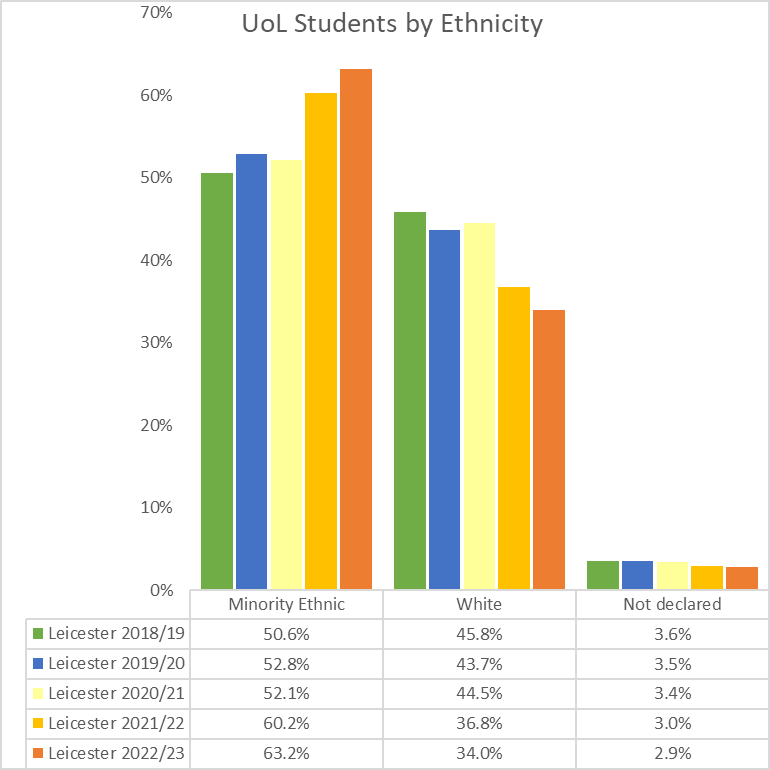 UoL Students by Ethnicity
70%
60%
50%
40%
30%
20%
10%
0%
Minority Ethnic White Not declared
Leicester 2018/19 50.6% 45.8% 3.6%
Leicester 2019/20 52.8% 43.7% 3.5%
Leicester 2020/21 52.1% 44.5% 3.4%
Leicester 2021/22 60.2% 36.8% 3.0%
Leicester 2022/23 63.2% 34.0% 2.9%